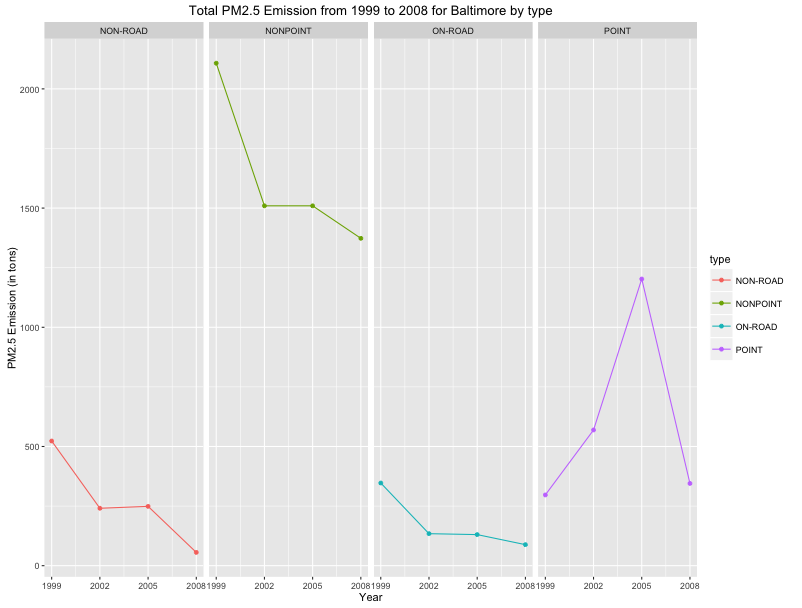 Total PM2.5 Emission from 1999 to 2008 for Baltimore by type
NON-ROAD NONPOINT ON-ROAD POINT
PM2.5 Emission (in tons)
2000
1500
1000
500
0
1999 2002 2005 2008 1999 2002 2005 2008 1999 2002 2005 2008 1999 2002 2005 2008
Year
type
NON-ROAD
NONPOINT
ON-ROAD
POINT